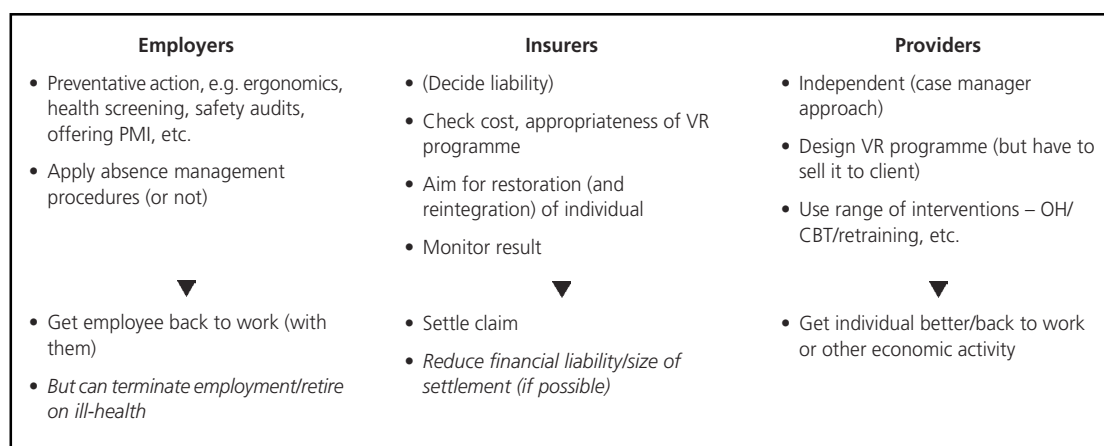 Employers
• Preventative action, e.g. ergonomics,
health screening, safety audits,
offering PMI, etc.
• Apply absence management
procedures (or not)
• Get employee back to work (with
them)
• But can terminate employment/retire
on ill-health
Insurers
• (Decide liability)
• Check cost, appropriateness of VR
programme
• Aim for restoration (and
reintegration) of individual
• Monitor result
• Settle claim
• Reduce financial liability/size of
settlement (if possible)
Providers
• Independent (case manager
approach)
• Design VR programme (but have to
sell it to client)
• Use range of interventions – OH/
CBT/retraining, etc.
• Get individual better/back to work
or other economic activity